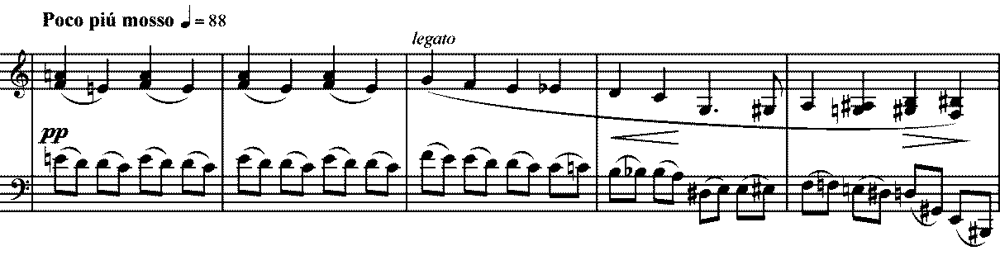 Poco piú mosso ♩ = 88
legato
pp